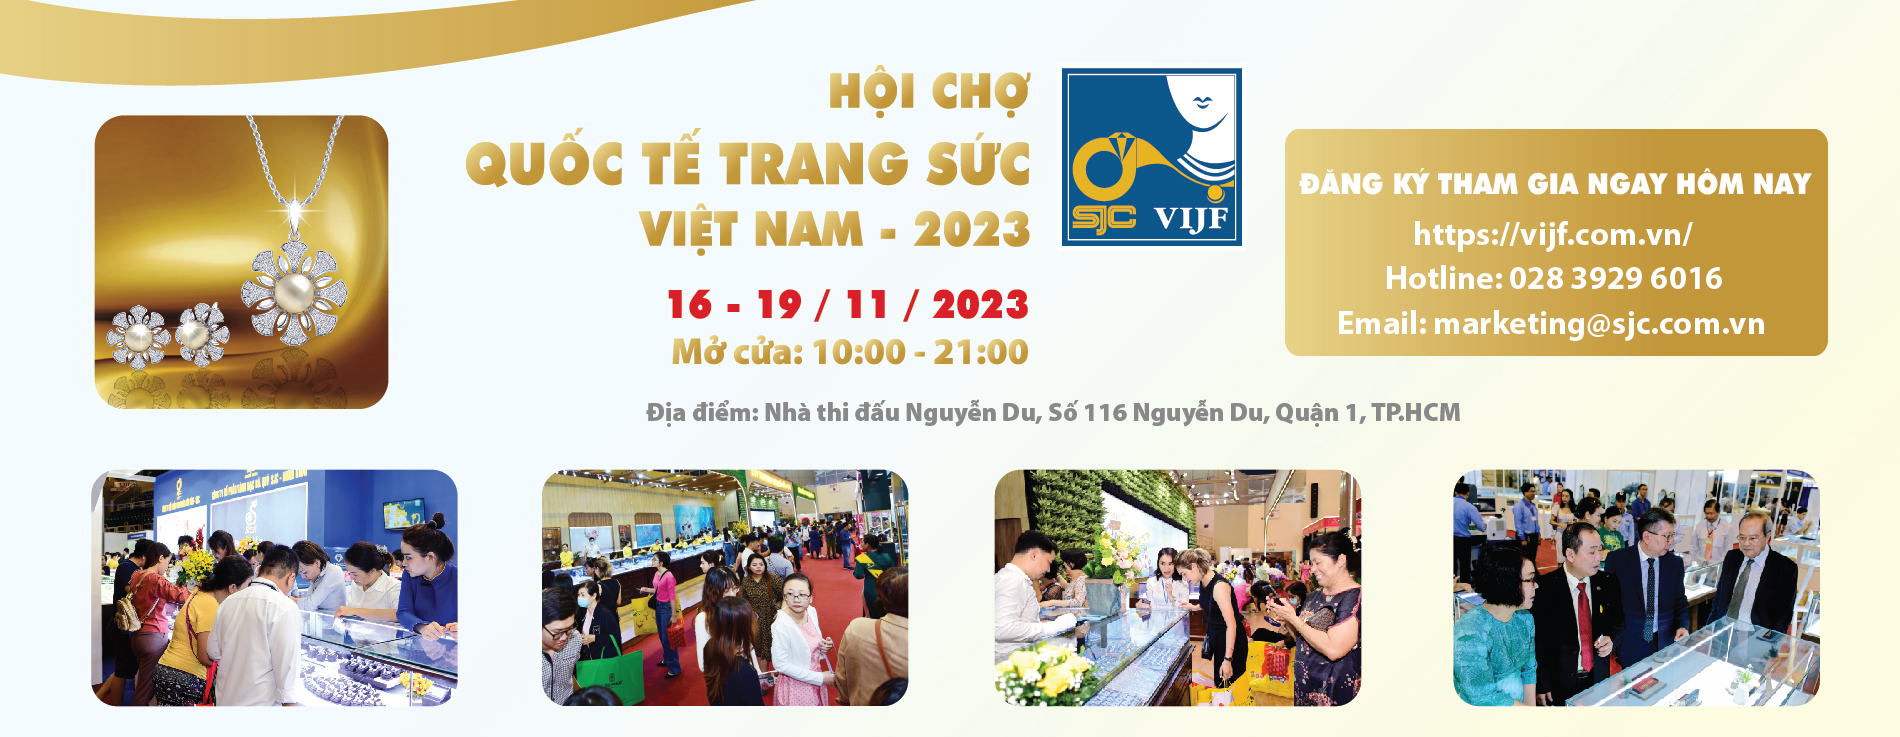 HỘI CHỢ
QUỐC TẾ TRANG SỨC
VIỆT NAM - 2023
16 - 19 / 11 / 2023
Mở cửa: 10:00 - 21:00
SJC VIJF
ĐĂNG KÝ THAM GIA NGAY HÔM NAY
https://vijf.com.vn/
Hotline: 028 3929 6016
Email: marketing@sjc.com.vn
Địa điểm: Nhà thi đấu Nguyễn Du, Số 116 Nguyễn Du, Quận 1, TP.HCM